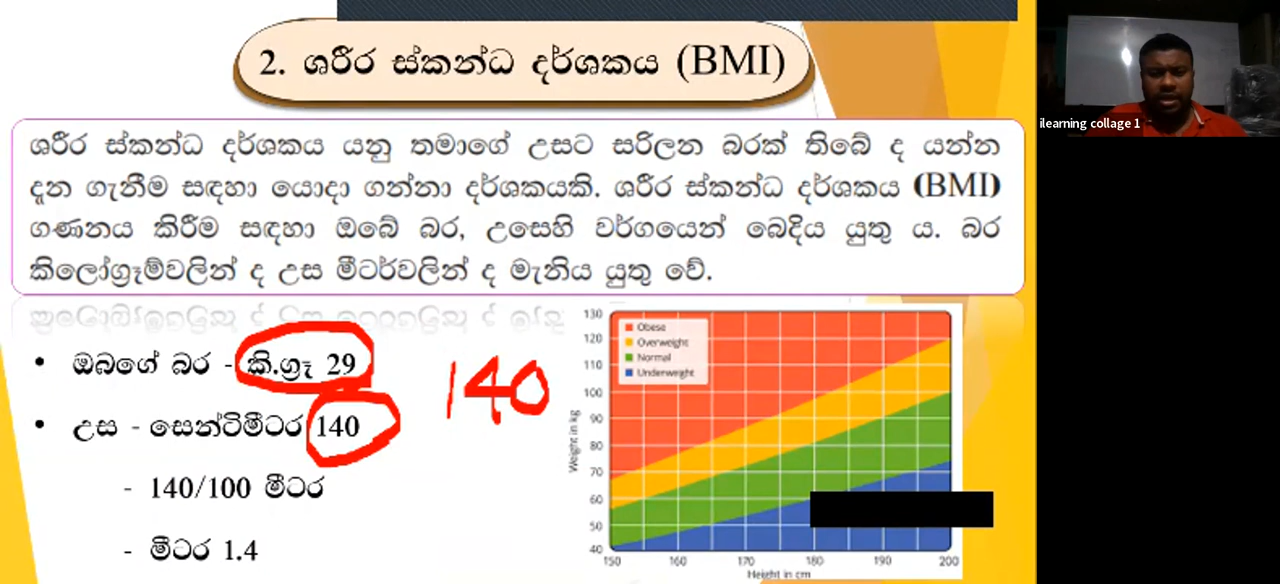 2. ශරීර ස්කන්ධ දර්ශකය (BMI)
ශරීර ස්කන්ධ දර්ශකය යනු තමාගේ උසට සරිලන බරක් තිබේ ද යන්න
දැන ගැනීම සඳහා යොදා ගන්නා දර්ශකයකි. ශරීර ස්කන්ධ දර්ශකය (BMI)
ගණනය කිරීම සඳහා ඔබේ බර, උසෙහි වර්ගයෙන් බෙදිය යුතු ය. බර
කිලෝග්‍රෑම්වලින් ද උස මීටර්වලින් ද මැනිය යුතු වේ.
• ඔබගේ බර - කි.ග්‍රෑ 29
• උස - සෙන්ටිමීටර 140
- 140/100 මීටර
- මීටර 1.4
140
130
120
110
100
90
80
70
60
50
40
Weight in kg
Obese
Overweight
Normal
Underweight
150 160 170 180 190 200
Height in cm
ilearning collage 1